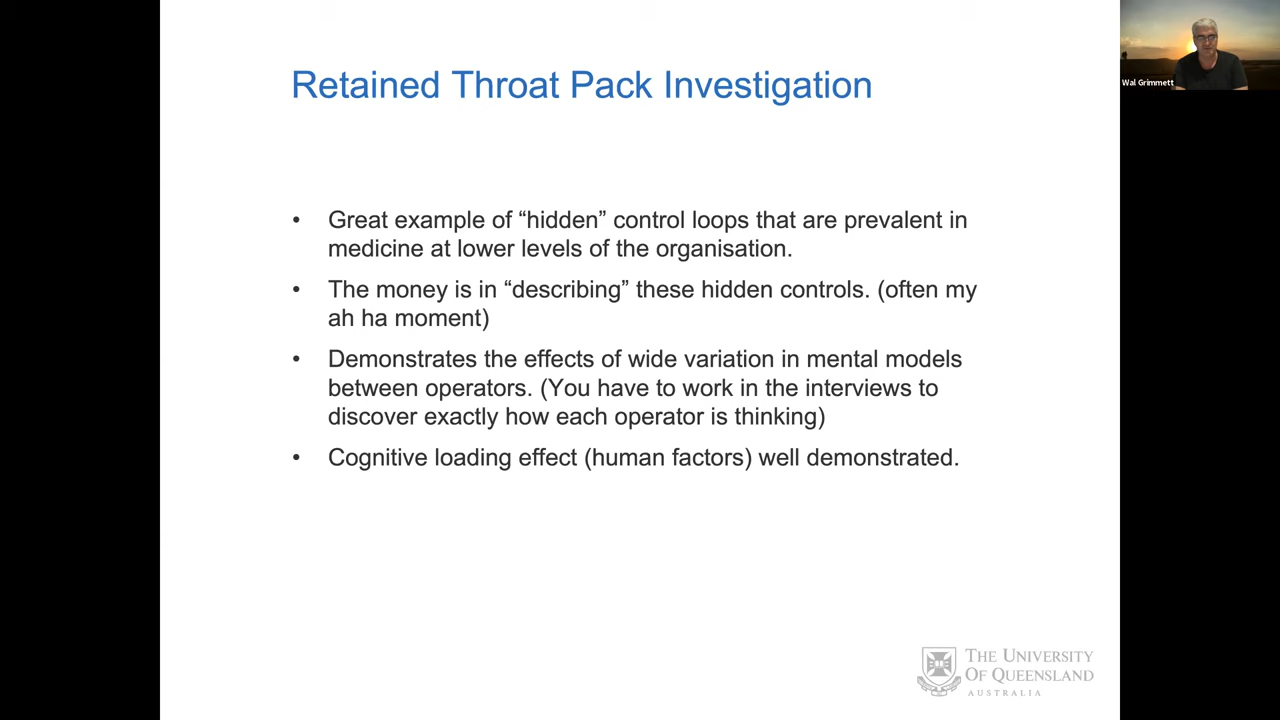 Retained Throat Pack Investigation
Wal Grimmett
• Great example of “hidden” control loops that are prevalent in
medicine at lower levels of the organisation.
• The money is in “describing” these hidden controls. (often my
ah ha moment)
• Demonstrates the effects of wide variation in mental models
between operators. (You have to work in the interviews to
discover exactly how each operator is thinking)
• Cognitive loading effect (human factors) well demonstrated.
THE UNIVERSITY
OF QUEENSLAND
AUSTRALIA